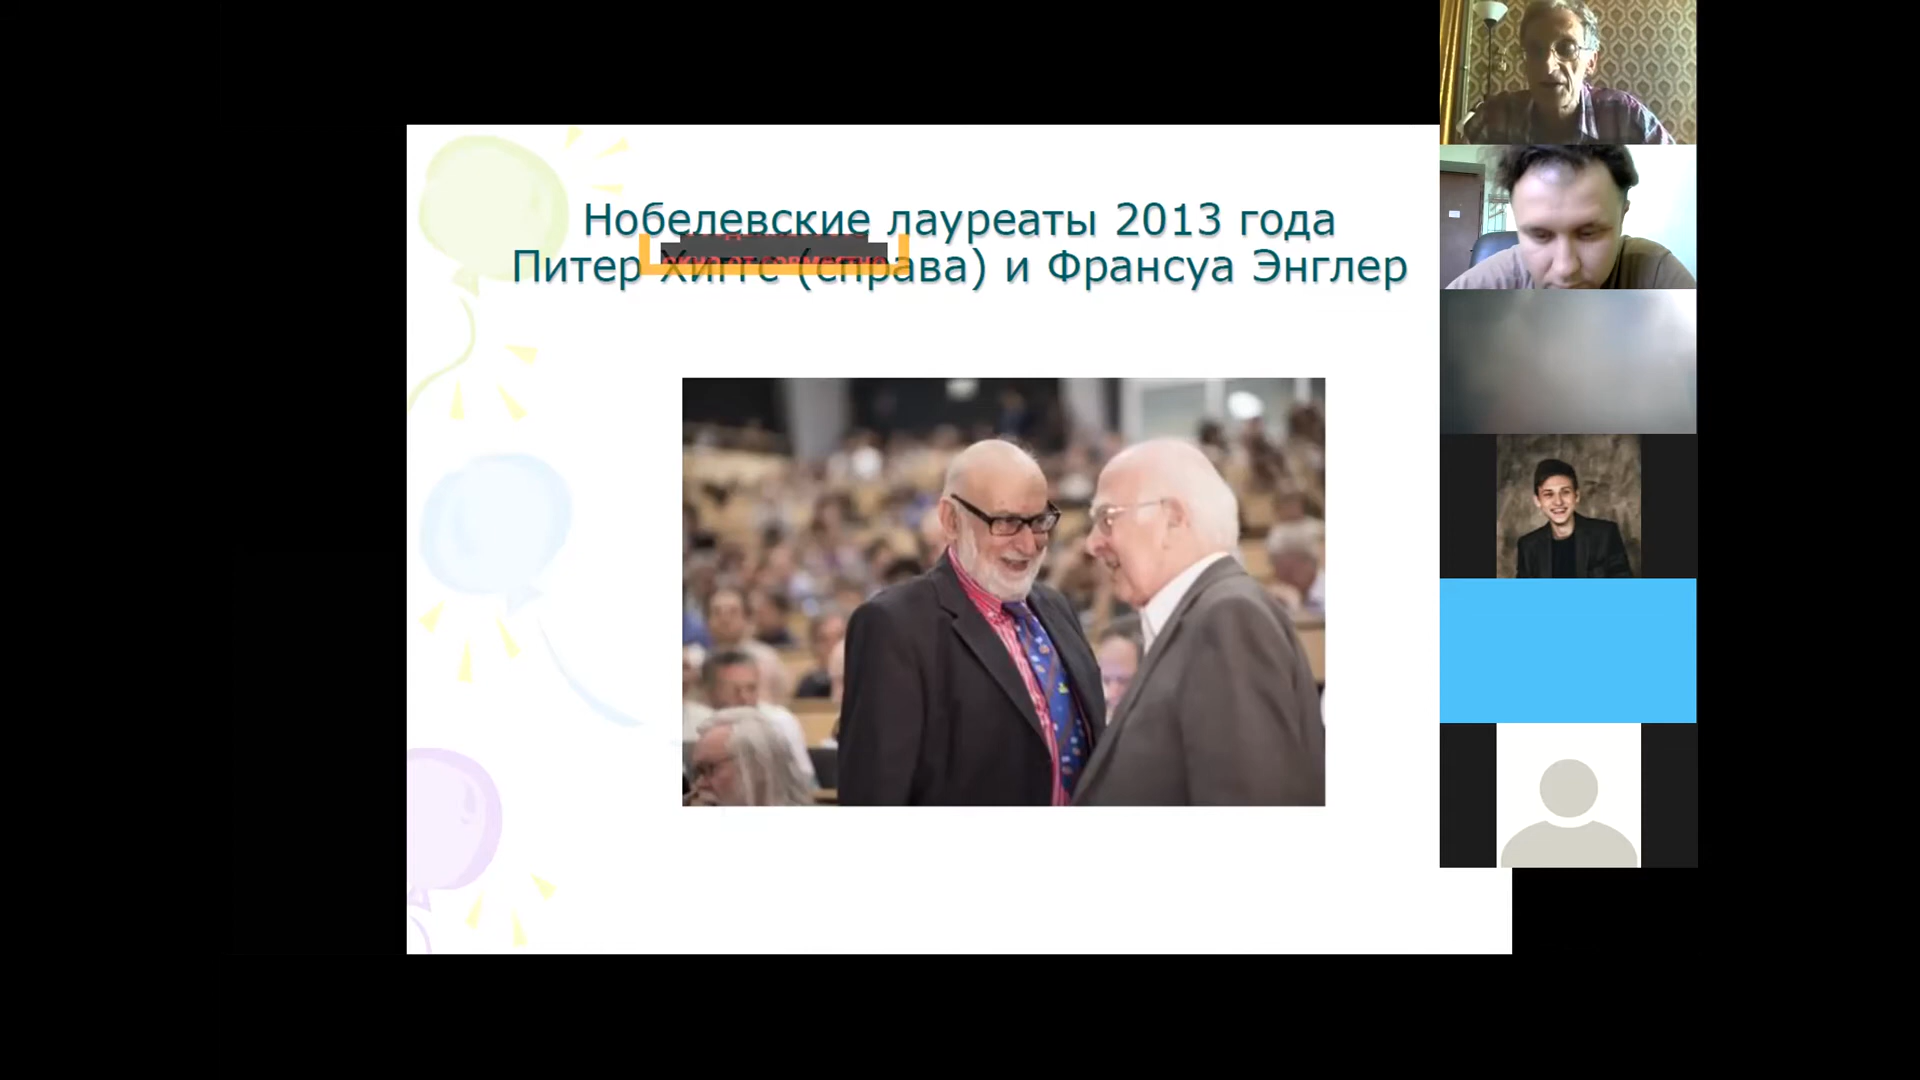 Нобелевские лауреаты 2013 года
Питер Хиггс (справа) и Франсуа Энглер